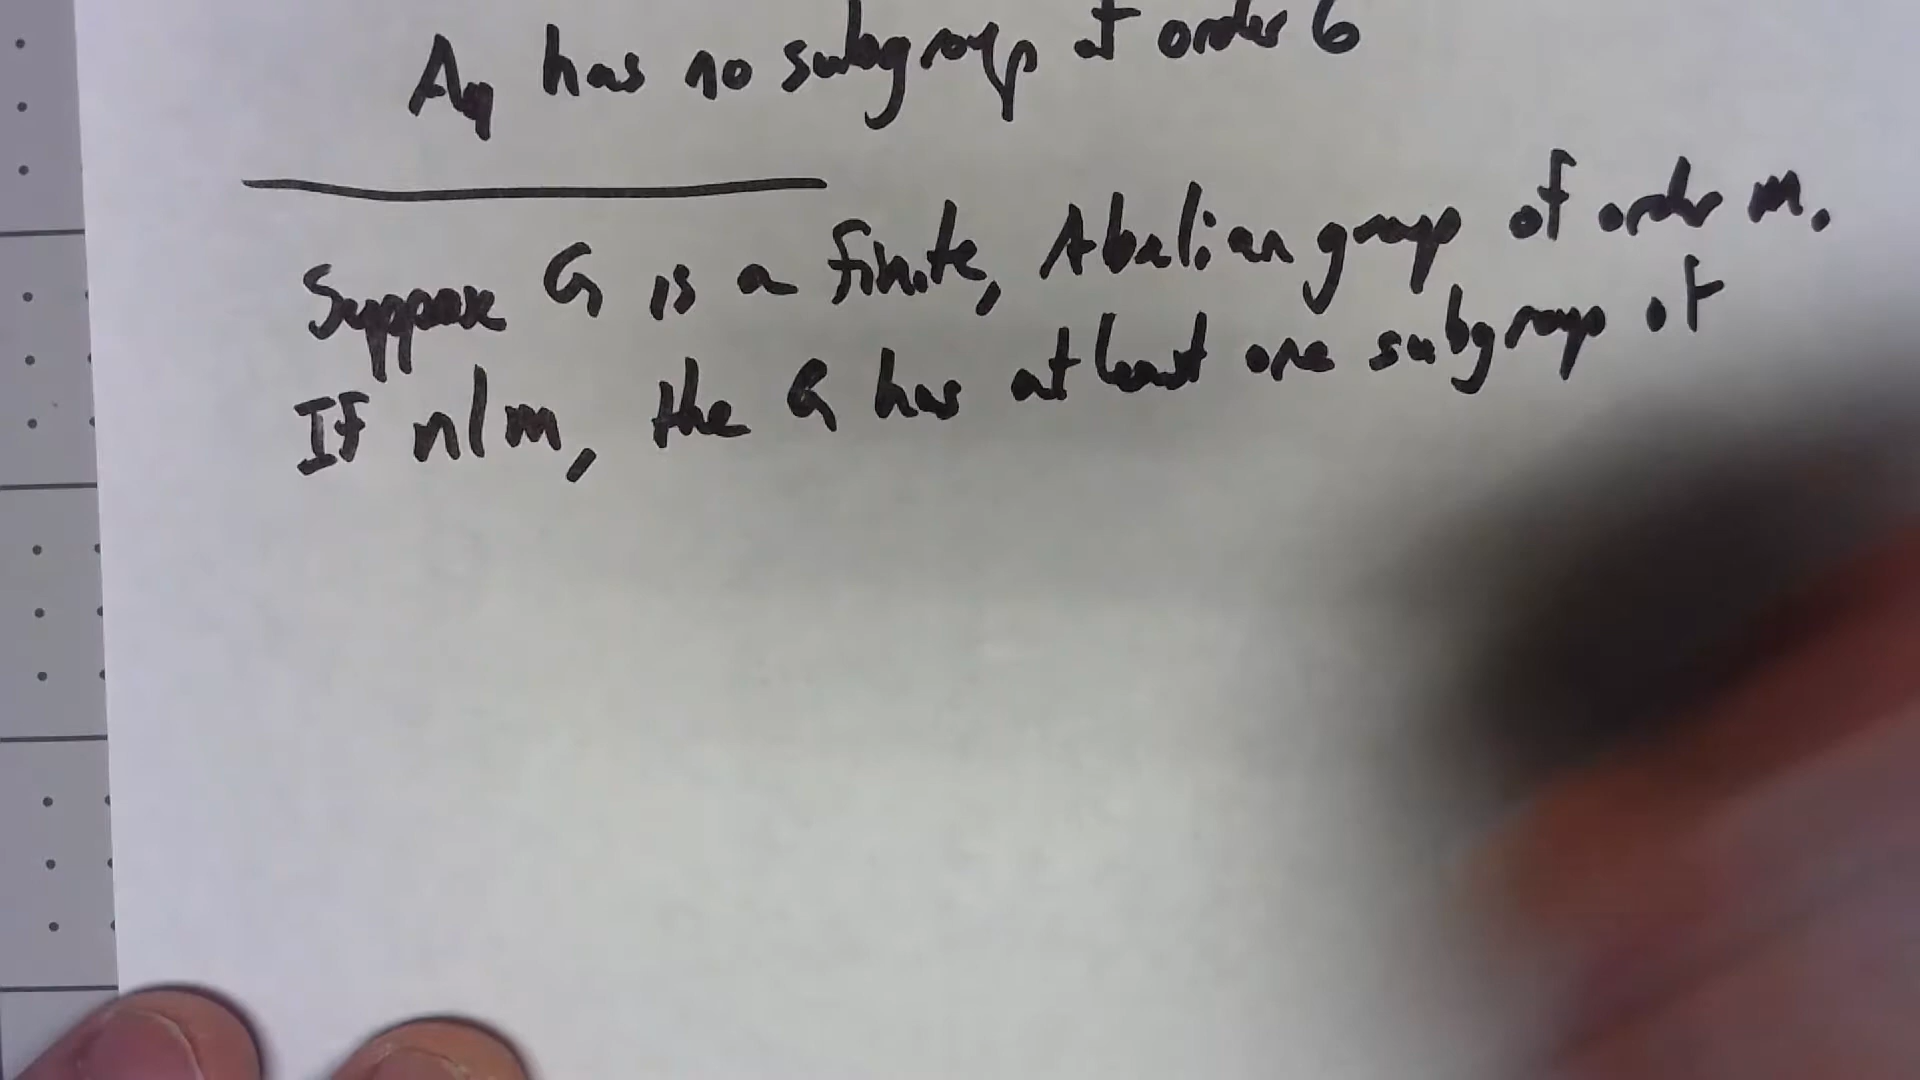 A4 has no subgroup of order 6
Suppose G is a finite, Abelian group of order m.
If n|m, the G has at least one subgroup of